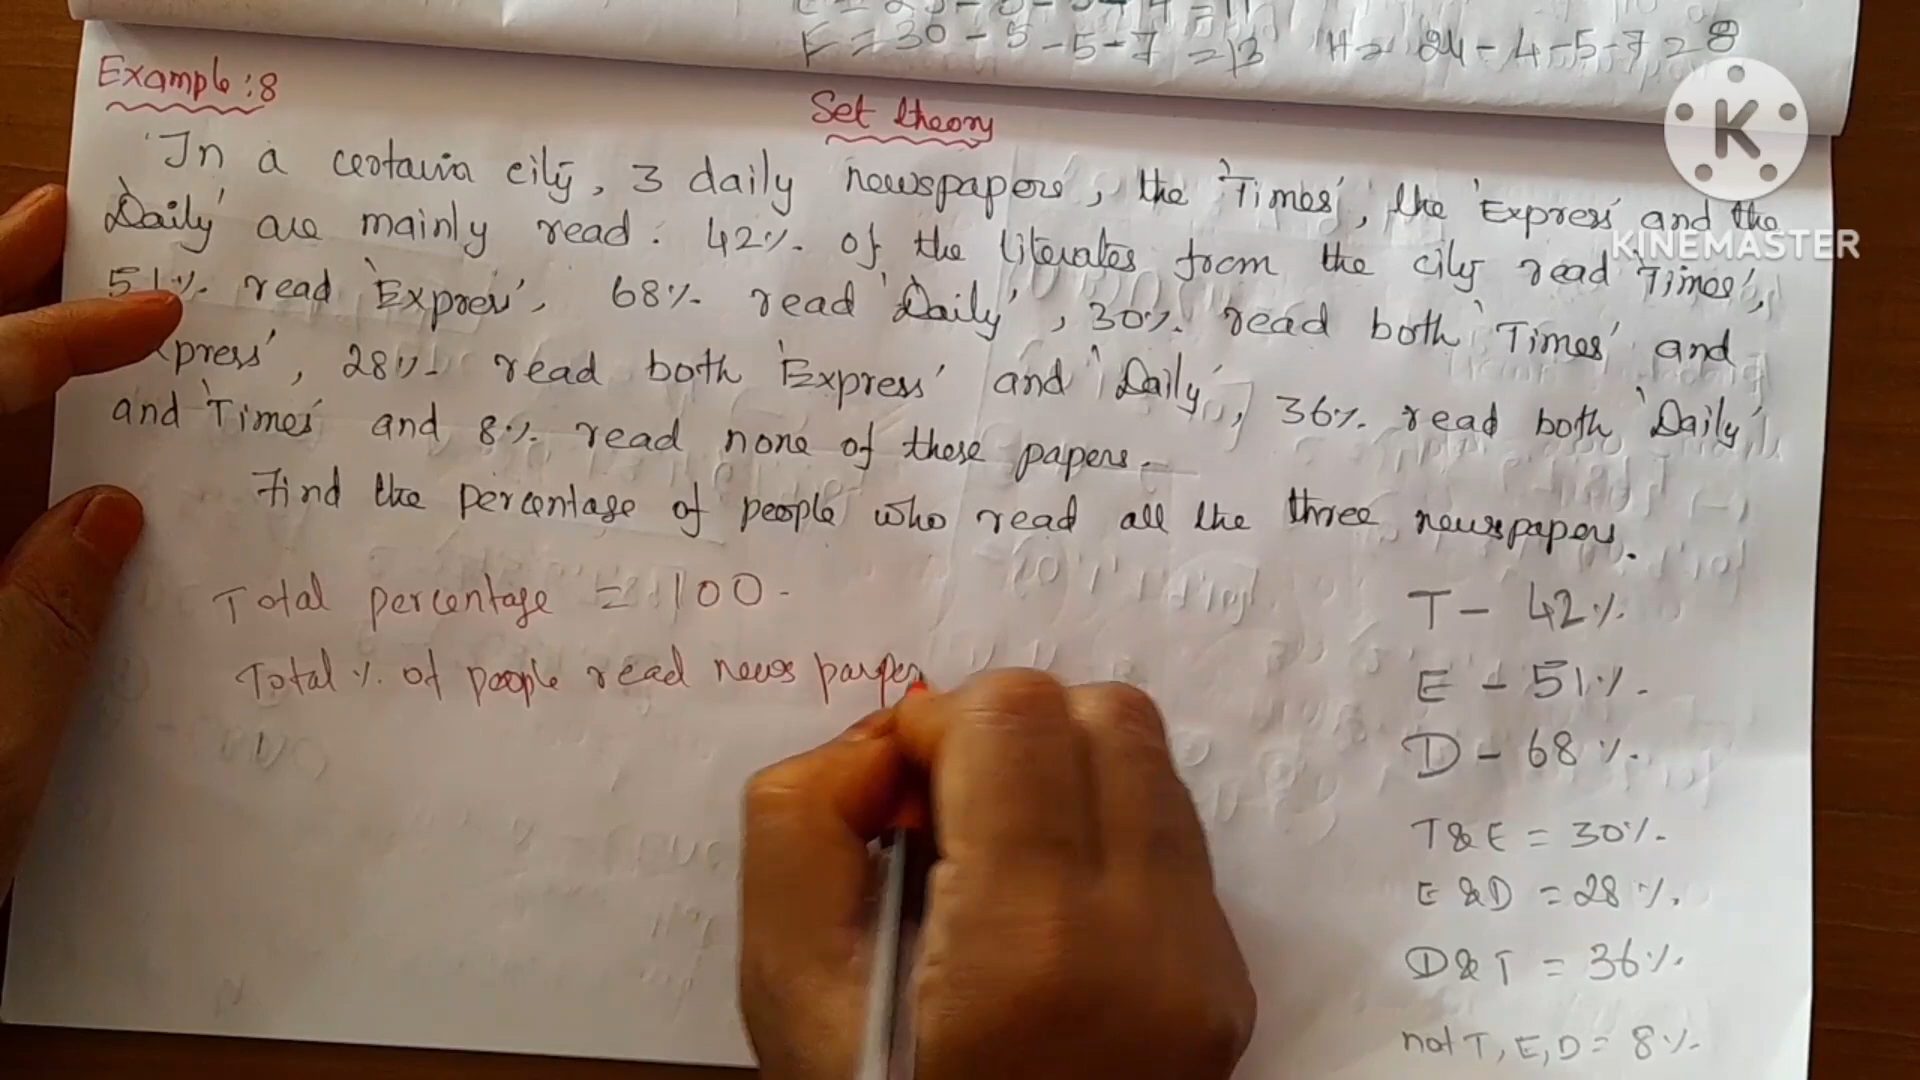 F = 30 - 5 - 5 - 7 = 13 H = 24 - 4 - 5 - 7 = 8
Example : 8
Set theory
In a certain city, 3 daily newspapers, the 'Times', the 'Express' and the
'Daily' are mainly read. 42% of the literates from the city read 'Times',
51% read 'Express', 68% read 'Daily', 30% read both 'Times' and
xpress', 28% read both 'Express' and 'Daily', 36% read both 'Daily'
and 'Times' and 8% read none of these papers.
Find the percentage of people who read all the three newspapers.
Total percentage = 100.
Total % of people read news paper
T - 42%.
E - 51%.
D - 68%.
T & E = 30%.
E & D = 28%.
D & T = 36%.
not T, E, D = 8%.
K
KINEMASTER